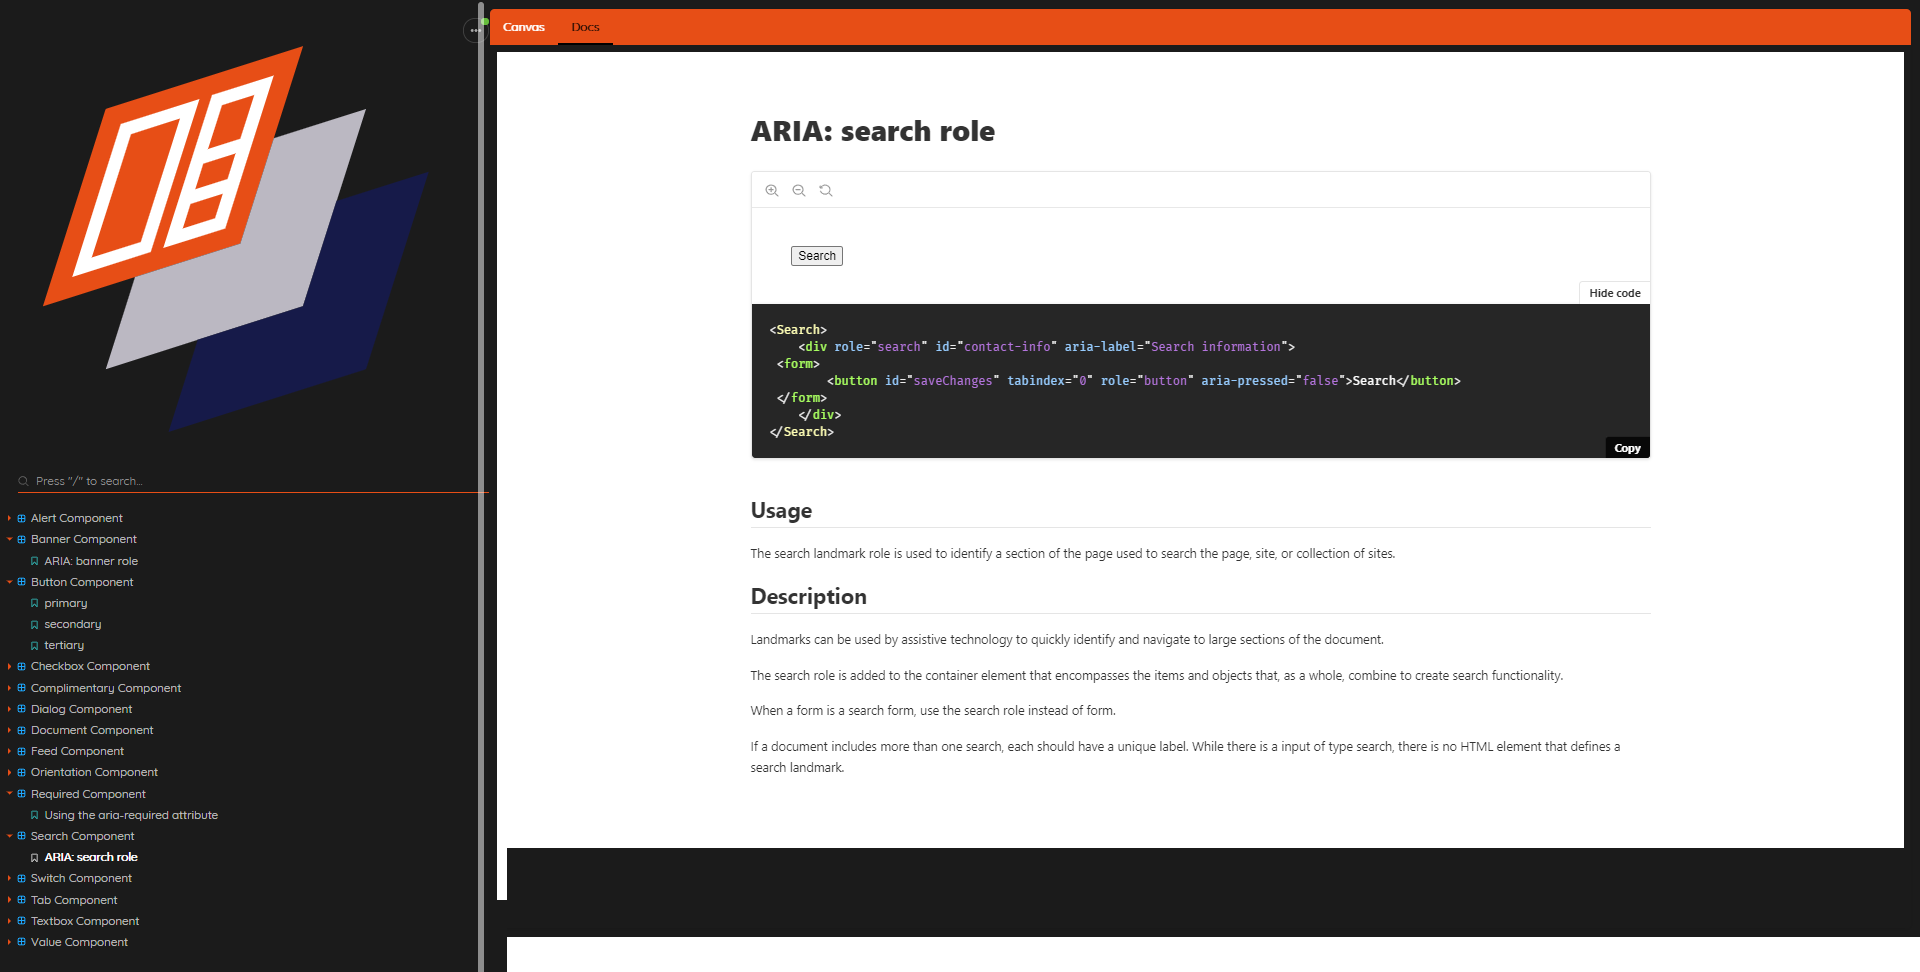 Canvas
Docs
Press "/" to search...
Alert Component
Banner Component
ARIA: banner role
Button Component
primary
secondary
tertiary
Checkbox Component
Complimentary Component
Dialog Component
Document Component
Feed Component
Orientation Component
Required Component
Using the aria-required attribute
Search Component
ARIA: search role
Switch Component
Tab Component
Textbox Component
Value Component
ARIA: search role
Search
Hide code
<Search>
<div role="search" id="contact-info" aria-label="Search information">
<form>
<button id="saveChanges" tabindex="0" role="button" aria-pressed="false">Search</button>
</form>
</div>
</Search>
Copy
Usage
The search landmark role is used to identify a section of the page used to search the page, site, or collection of sites.
Description
Landmarks can be used by assistive technology to quickly identify and navigate to large sections of the document.
The search role is added to the container element that encompasses the items and objects that, as a whole, combine to create search functionality.
When a form is a search form, use the search role instead of form.
If a document includes more than one search, each should have a unique label. While there is a input of type search, there is no HTML element that defines a
search landmark.